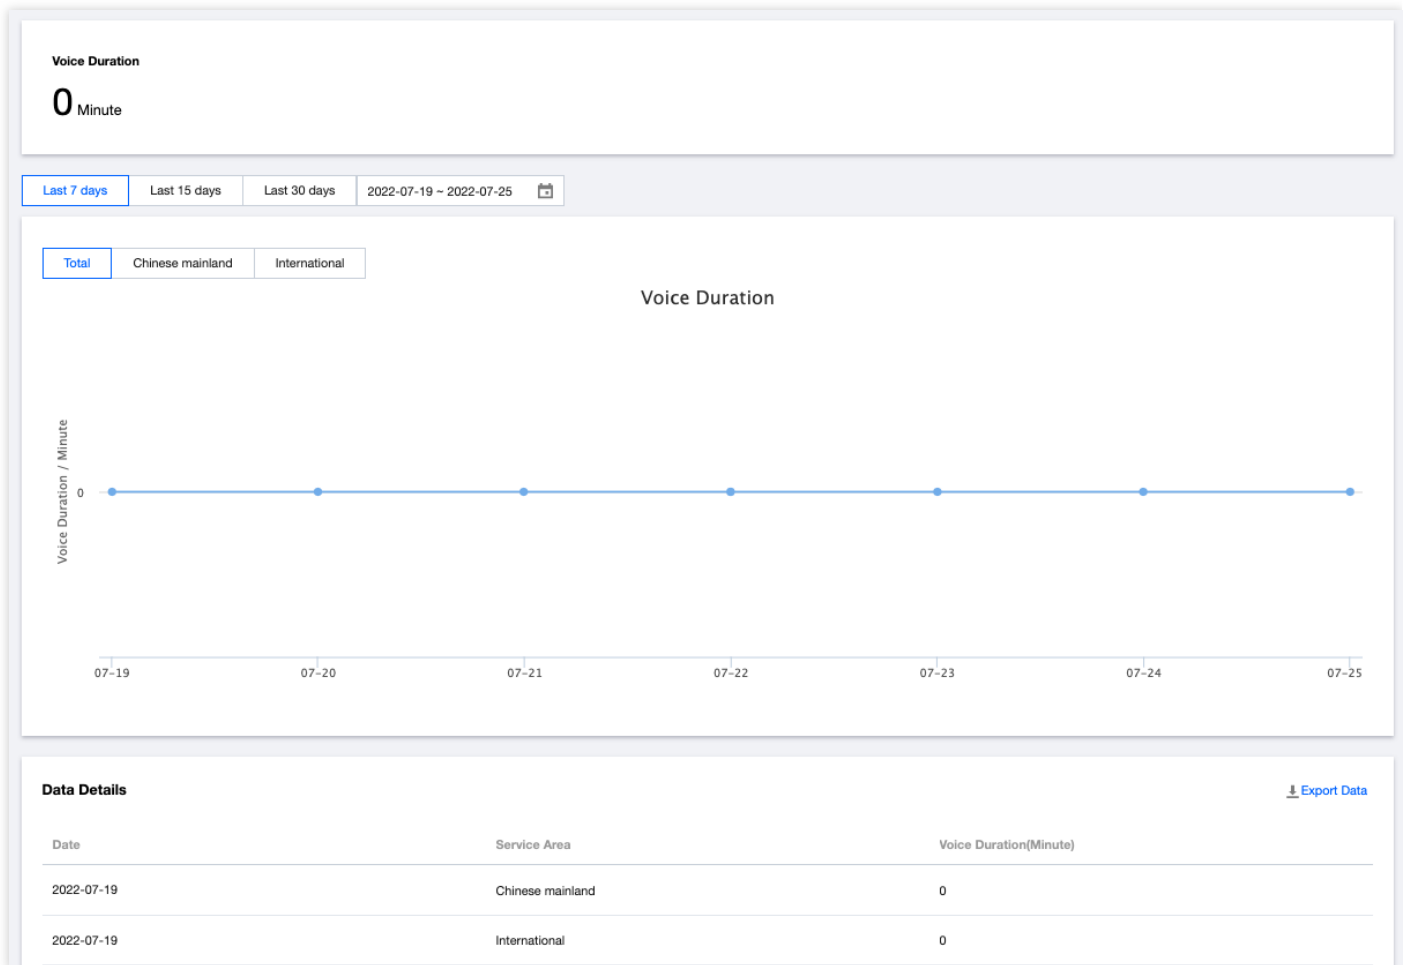 Voice Duration
0 Minute
Last 7 days Last 15 days Last 30 days 2022-07-19 ~ 2022-07-25
Total Chinese mainland International
Voice Duration
Voice Duration / Minute
0
07-19 07-20 07-21 07-22 07-23 07-24 07-25
Data Details Export Data
Date Service Area Voice Duration(Minute)
2022-07-19 Chinese mainland 0
2022-07-19 International 0